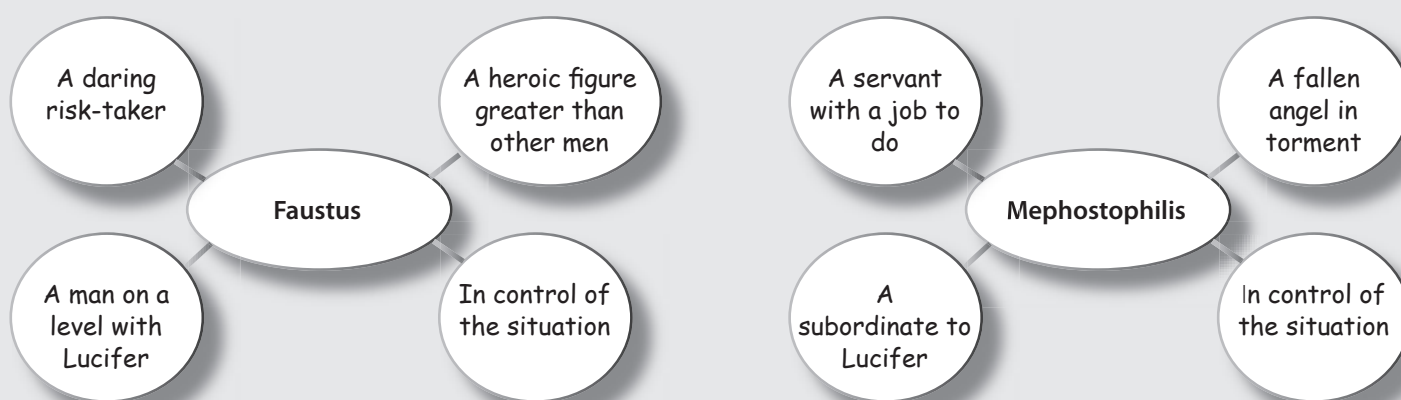 A daring
risk-taker
A heroic figure
greater than
other men
Faustus
A man on a
level with
Lucifer
In control of
the situation
A servant
with a job to
do
A fallen
angel in
torment
Mephostophilis
A
subordinate to
Lucifer
In control of
the situation